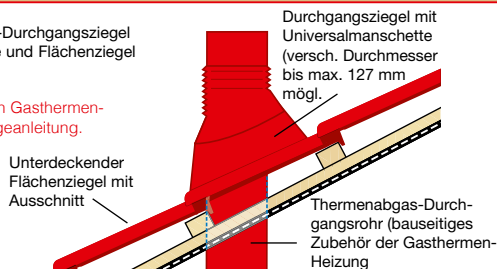 -Durchgangsziegel
e und Flächenziegel
n Gasthermen-
geanleitung.
Durchgangsziegel mit
Universalmanschette
(versch. Durchmesser
bis max. 127 mm
mögl.
Unterdeckender
Flächenziegel mit
Ausschnitt
Thermenabgas-Durch-
gangsrohr (bauseitiges
Zubehör der Gasthermen-
Heizung